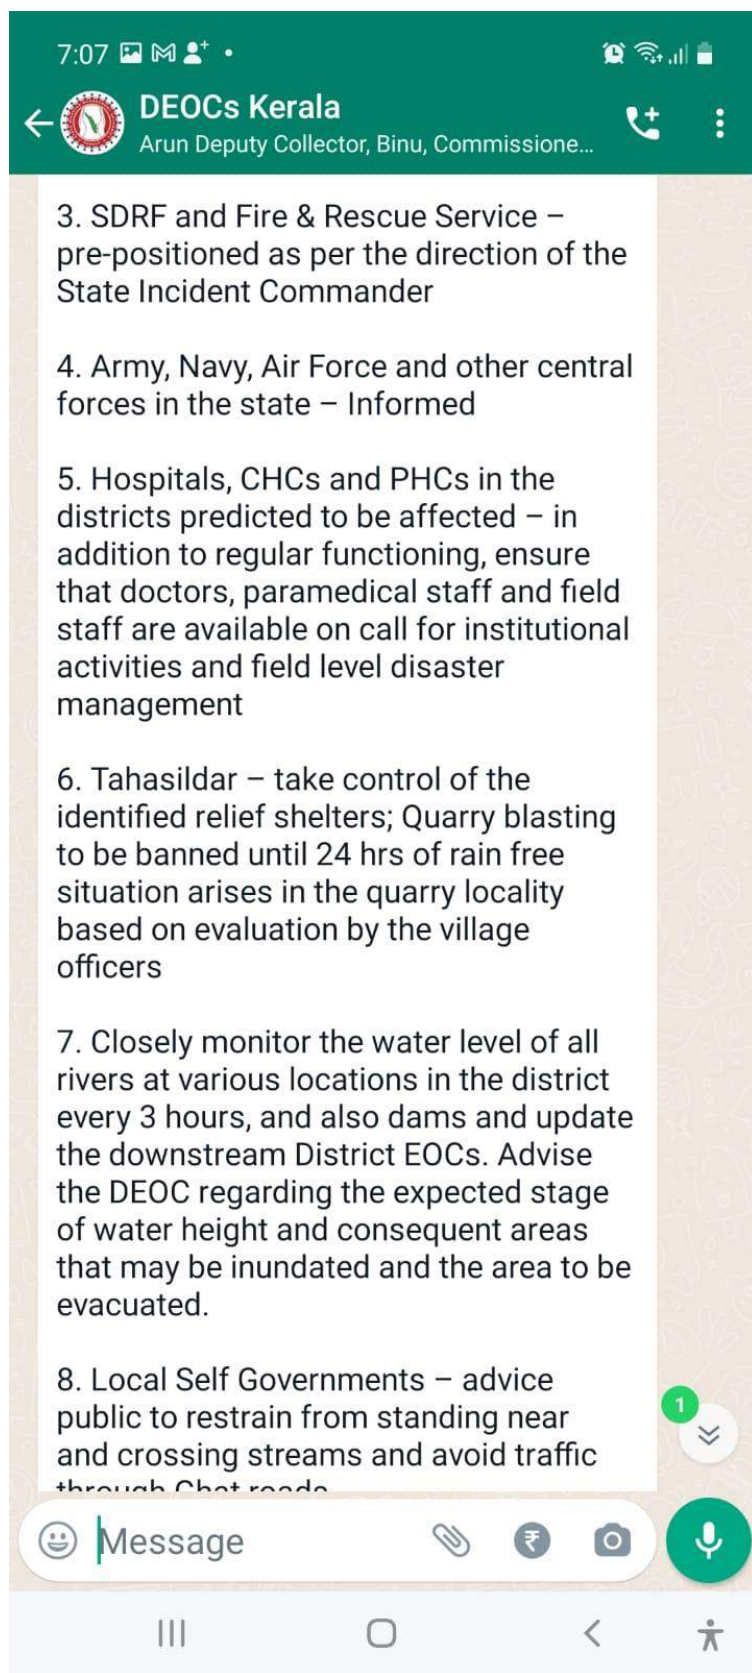 7:07
DEOCs Kerala
Arun Deputy Collector, Binu, Commissione...
3. SDRF and Fire & Rescue Service –
pre-positioned as per the direction of the
State Incident Commander
4. Army, Navy, Air Force and other central
forces in the state – Informed
5. Hospitals, CHCs and PHCs in the
districts predicted to be affected – in
addition to regular functioning, ensure
that doctors, paramedical staff and field
staff are available on call for institutional
activities and field level disaster
management
6. Tahasildar – take control of the
identified relief shelters; Quarry blasting
to be banned until 24 hrs of rain free
situation arises in the quarry locality
based on evaluation by the village
officers
7. Closely monitor the water level of all
rivers at various locations in the district
every 3 hours, and also dams and update
the downstream District EOCs. Advise
the DEOC regarding the expected stage
of water height and consequent areas
that may be inundated and the area to be
evacuated.
8. Local Self Governments – advice
public to restrain from standing near
and crossing streams and avoid traffic
through Ghat roads
1
Message